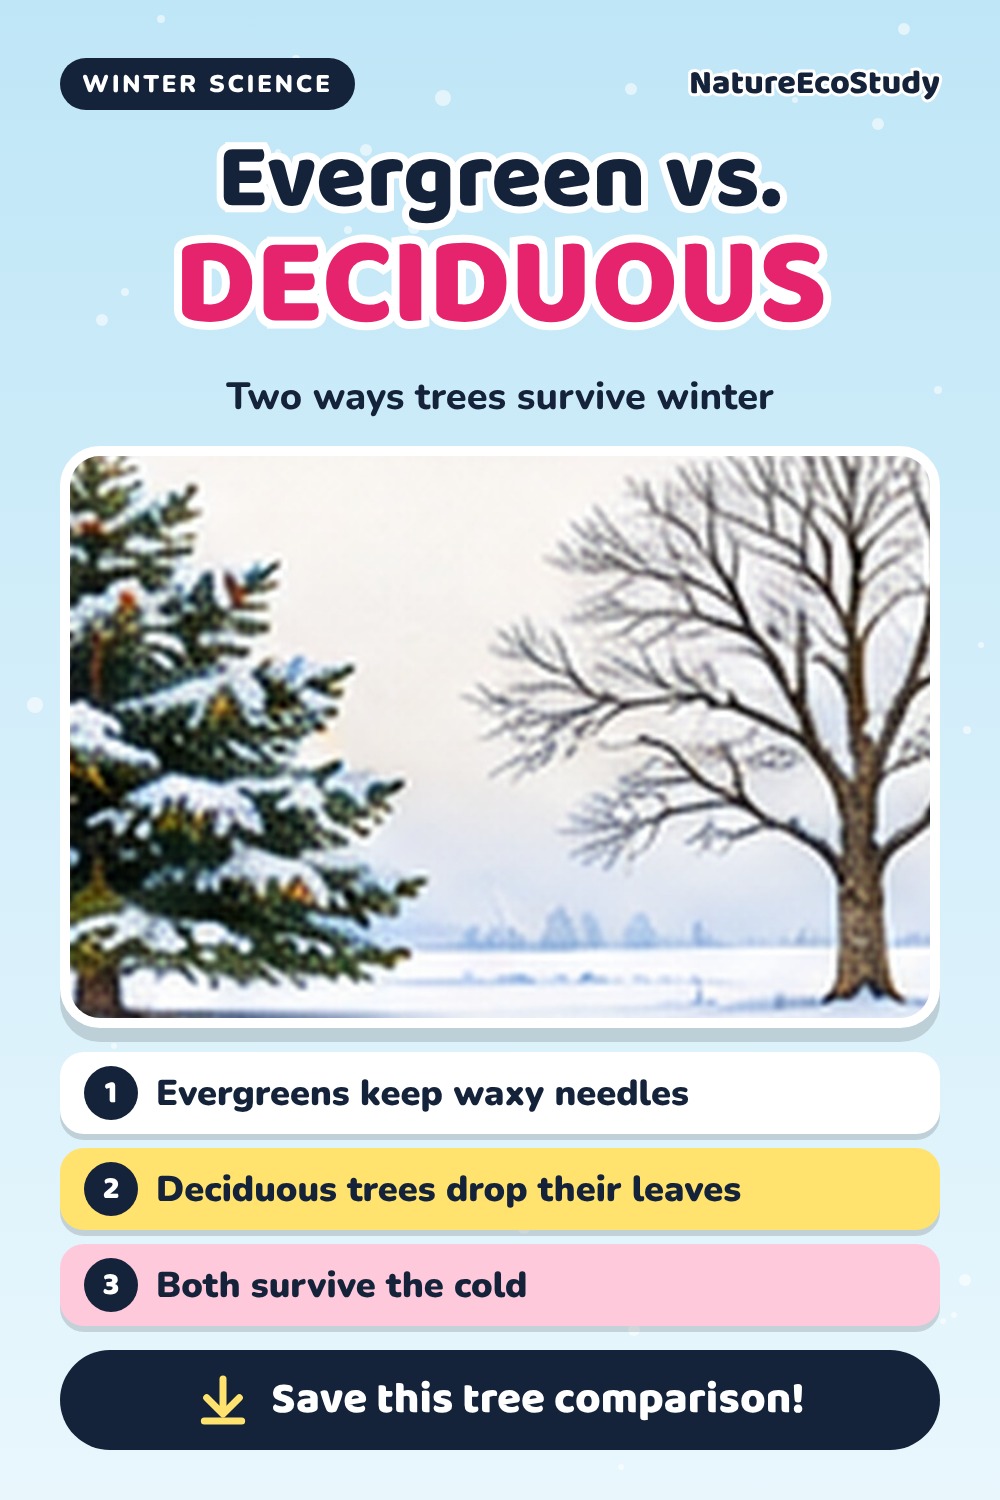 WINTER SCIENCE
NatureEcoStudy
Evergreen vs.
DECIDUOUS
Two ways trees survive winter
1 Evergreens keep waxy needles
2 Deciduous trees drop their leaves
3 Both survive the cold
Save this tree comparison!